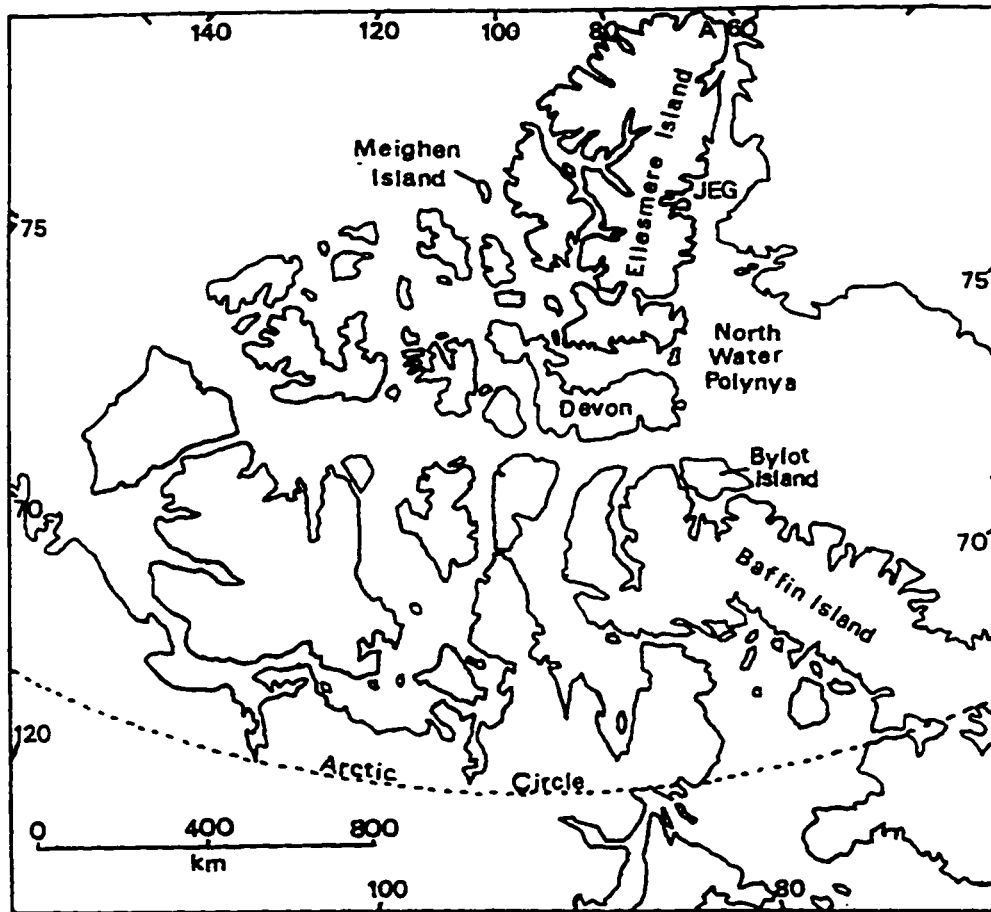 140 120 100 80 A 60
Meighen
Island
Ellesmere Island
JEG
75
75
North
Water
Polynya
Devon
Bylot
Island
70
70
Baffin Island
120
Arctic Circle
0 400 800
km
100 80